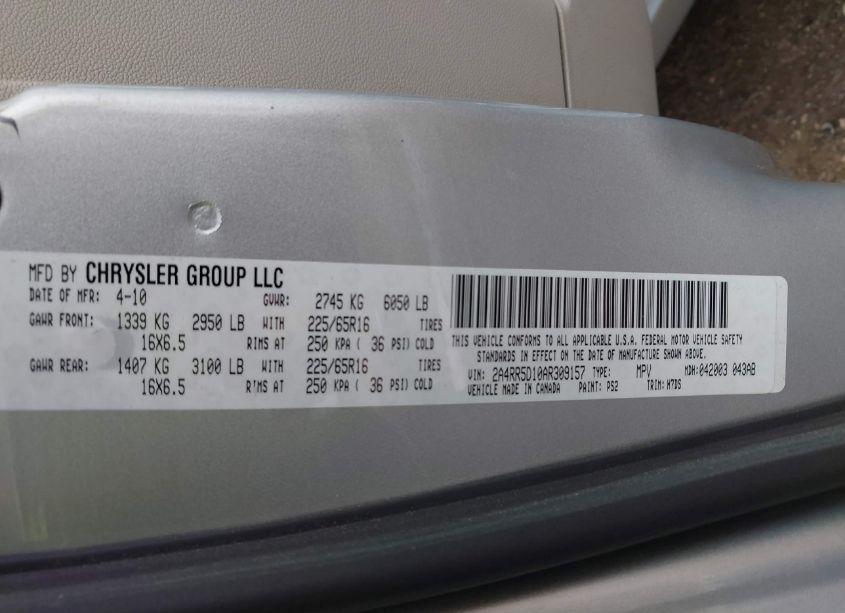 MFD BY CHRYSLER GROUP LLC
DATE OF MFR: 4-10 GVWR: 2745 KG 6050 LB
GAWR FRONT: 1339 KG 2950 LB WITH 225/65R16 TIRES
16X6.5 RIMS AT 250 KPA ( 36 PSI) COLD
GAWR REAR: 1407 KG 3100 LB WITH 225/65R16 TIRES
16X6.5 RIMS AT 250 KPA ( 36 PSI) COLD
THIS VEHICLE CONFORMS TO ALL APPLICABLE U.S.A. FEDERAL MOTOR VEHICLE SAFETY
STANDARDS IN EFFECT ON THE DATE OF MANUFACTURE SHOWN ABOVE.
VIN: 2A4RR5D10AR309157 TYPE: MPV MDH:042003 043AB
VEHICLE MADE IN CANADA PAINT: PS2 TRIM: H7DS